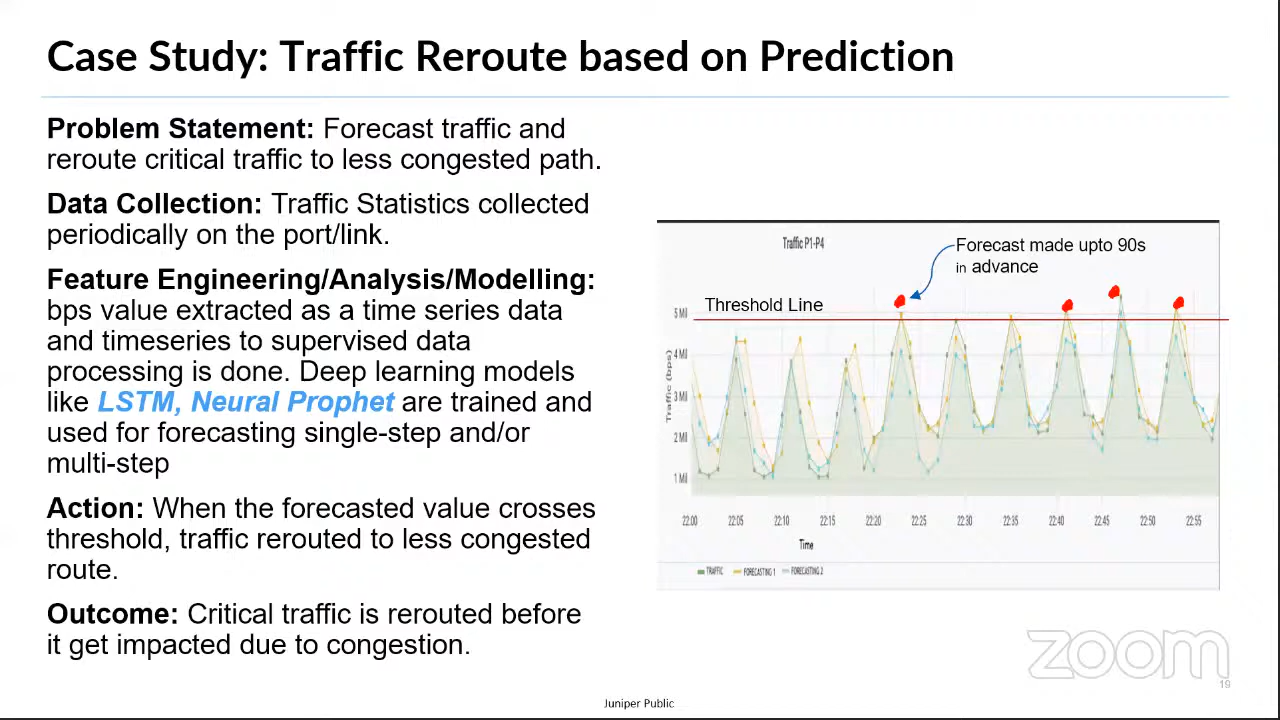 Case Study: Traffic Reroute based on Prediction
Problem Statement: Forecast traffic and
reroute critical traffic to less congested path.
Data Collection: Traffic Statistics collected
periodically on the port/link.
Feature Engineering/Analysis/Modelling:
bps value extracted as a time series data
and timeseries to supervised data
processing is done. Deep learning models
like LSTM, Neural Prophet are trained and
used for forecasting single-step and/or
multi-step
Action: When the forecasted value crosses
threshold, traffic rerouted to less congested
route.
Outcome: Critical traffic is rerouted before
it get impacted due to congestion.
Traffic P1-P4
Forecast made upto 90s
in advance
Threshold Line
5 Mil
4 Mil
3 Mil
2 Mil
1 Mil
Traffic (bps)
22:00 22:05 22:10 22:15 22:20 22:25 22:30 22:35 22:40 22:45 22:50 22:55
Time
TRAFFIC FORECASTING 1 FORECASTING 2
zoom
19
Juniper Public